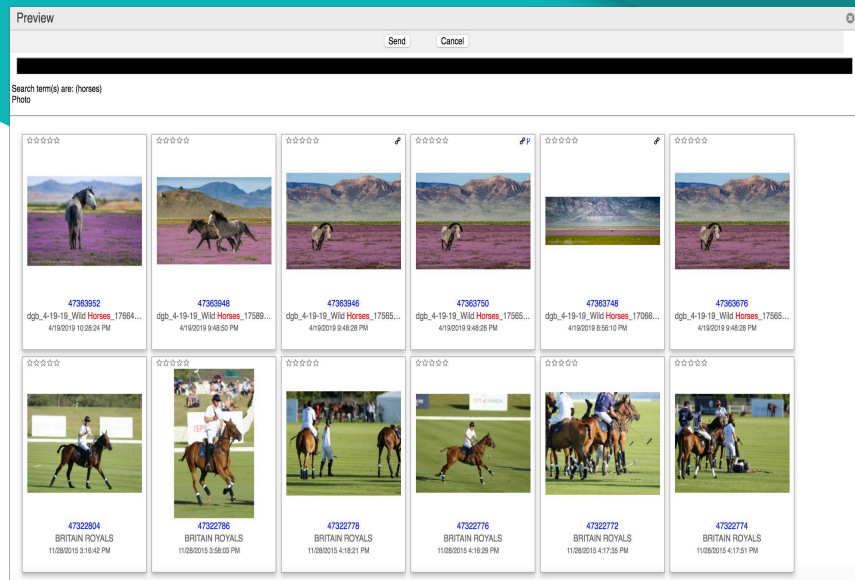 Preview
Send Cancel
Search term(s) are: (horses)
Photo
47363952
dgb_4-19-19_Wild Horses_17664...
4/19/2019 10:28:24 PM
47363948
dgb_4-19-19_Wild Horses_17589...
4/19/2019 9:48:50 PM
47363946
dgb_4-19-19_Wild Horses_17565...
4/19/2019 9:48:28 PM
47363750
dgb_4-19-19_Wild Horses_17565...
4/19/2019 9:48:28 PM
47363748
dgb_4-19-19_Wild Horses_17066...
4/19/2019 8:56:10 PM
47363676
dgb_4-19-19_Wild Horses_17565...
4/19/2019 9:48:28 PM
47322804
BRITAIN ROYALS
11/28/2015 3:16:42 PM
ISPS
47322786
BRITAIN ROYALS
11/28/2015 3:58:03 PM
47322778
BRITAIN ROYALS
11/28/2015 4:18:21 PM
47322776
BRITAIN ROYALS
11/28/2015 4:16:29 PM
47322772
BRITAIN ROYALS
11/28/2015 4:17:35 PM
47322774
BRITAIN ROYALS
11/28/2015 4:17:51 PM